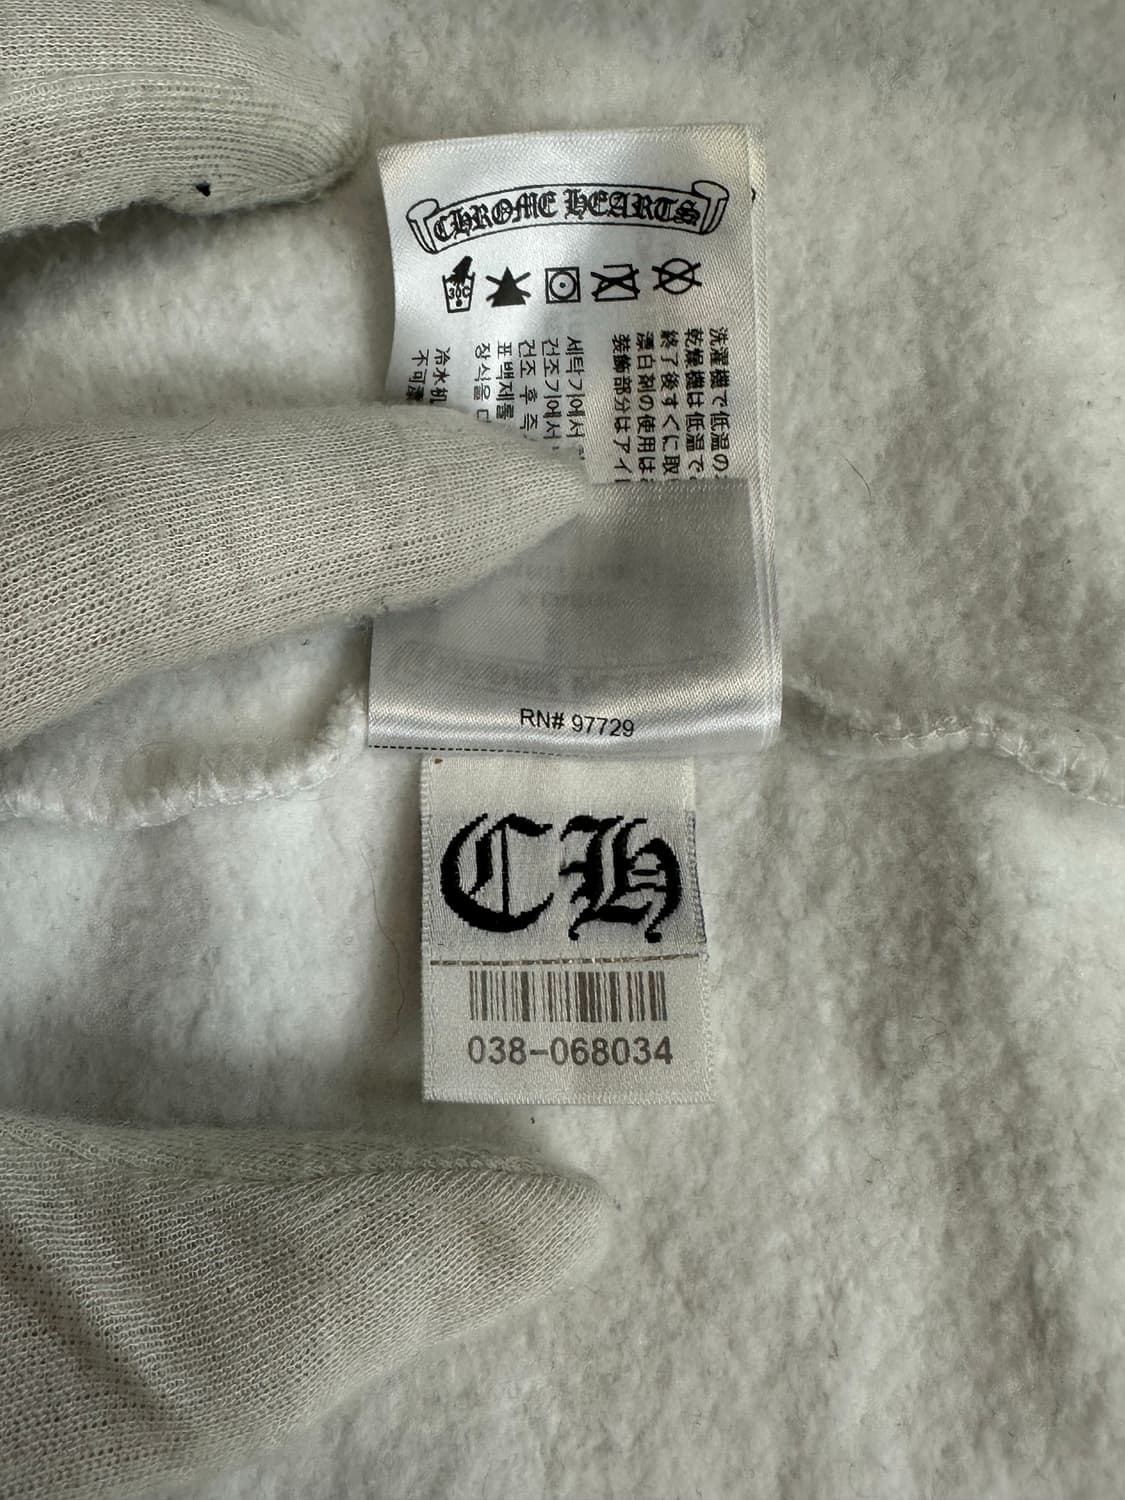 CHROME HEARTS
30C
洗濯機で低温の
乾燥機は低温で
終了後すぐに取
漂白剤の使用は
装飾部分はアイ
세탁기에서
건조기에서
건조 후 즉
표백제를
장식을
冷水机
不可漂
RN# 97729
CH
038-068034